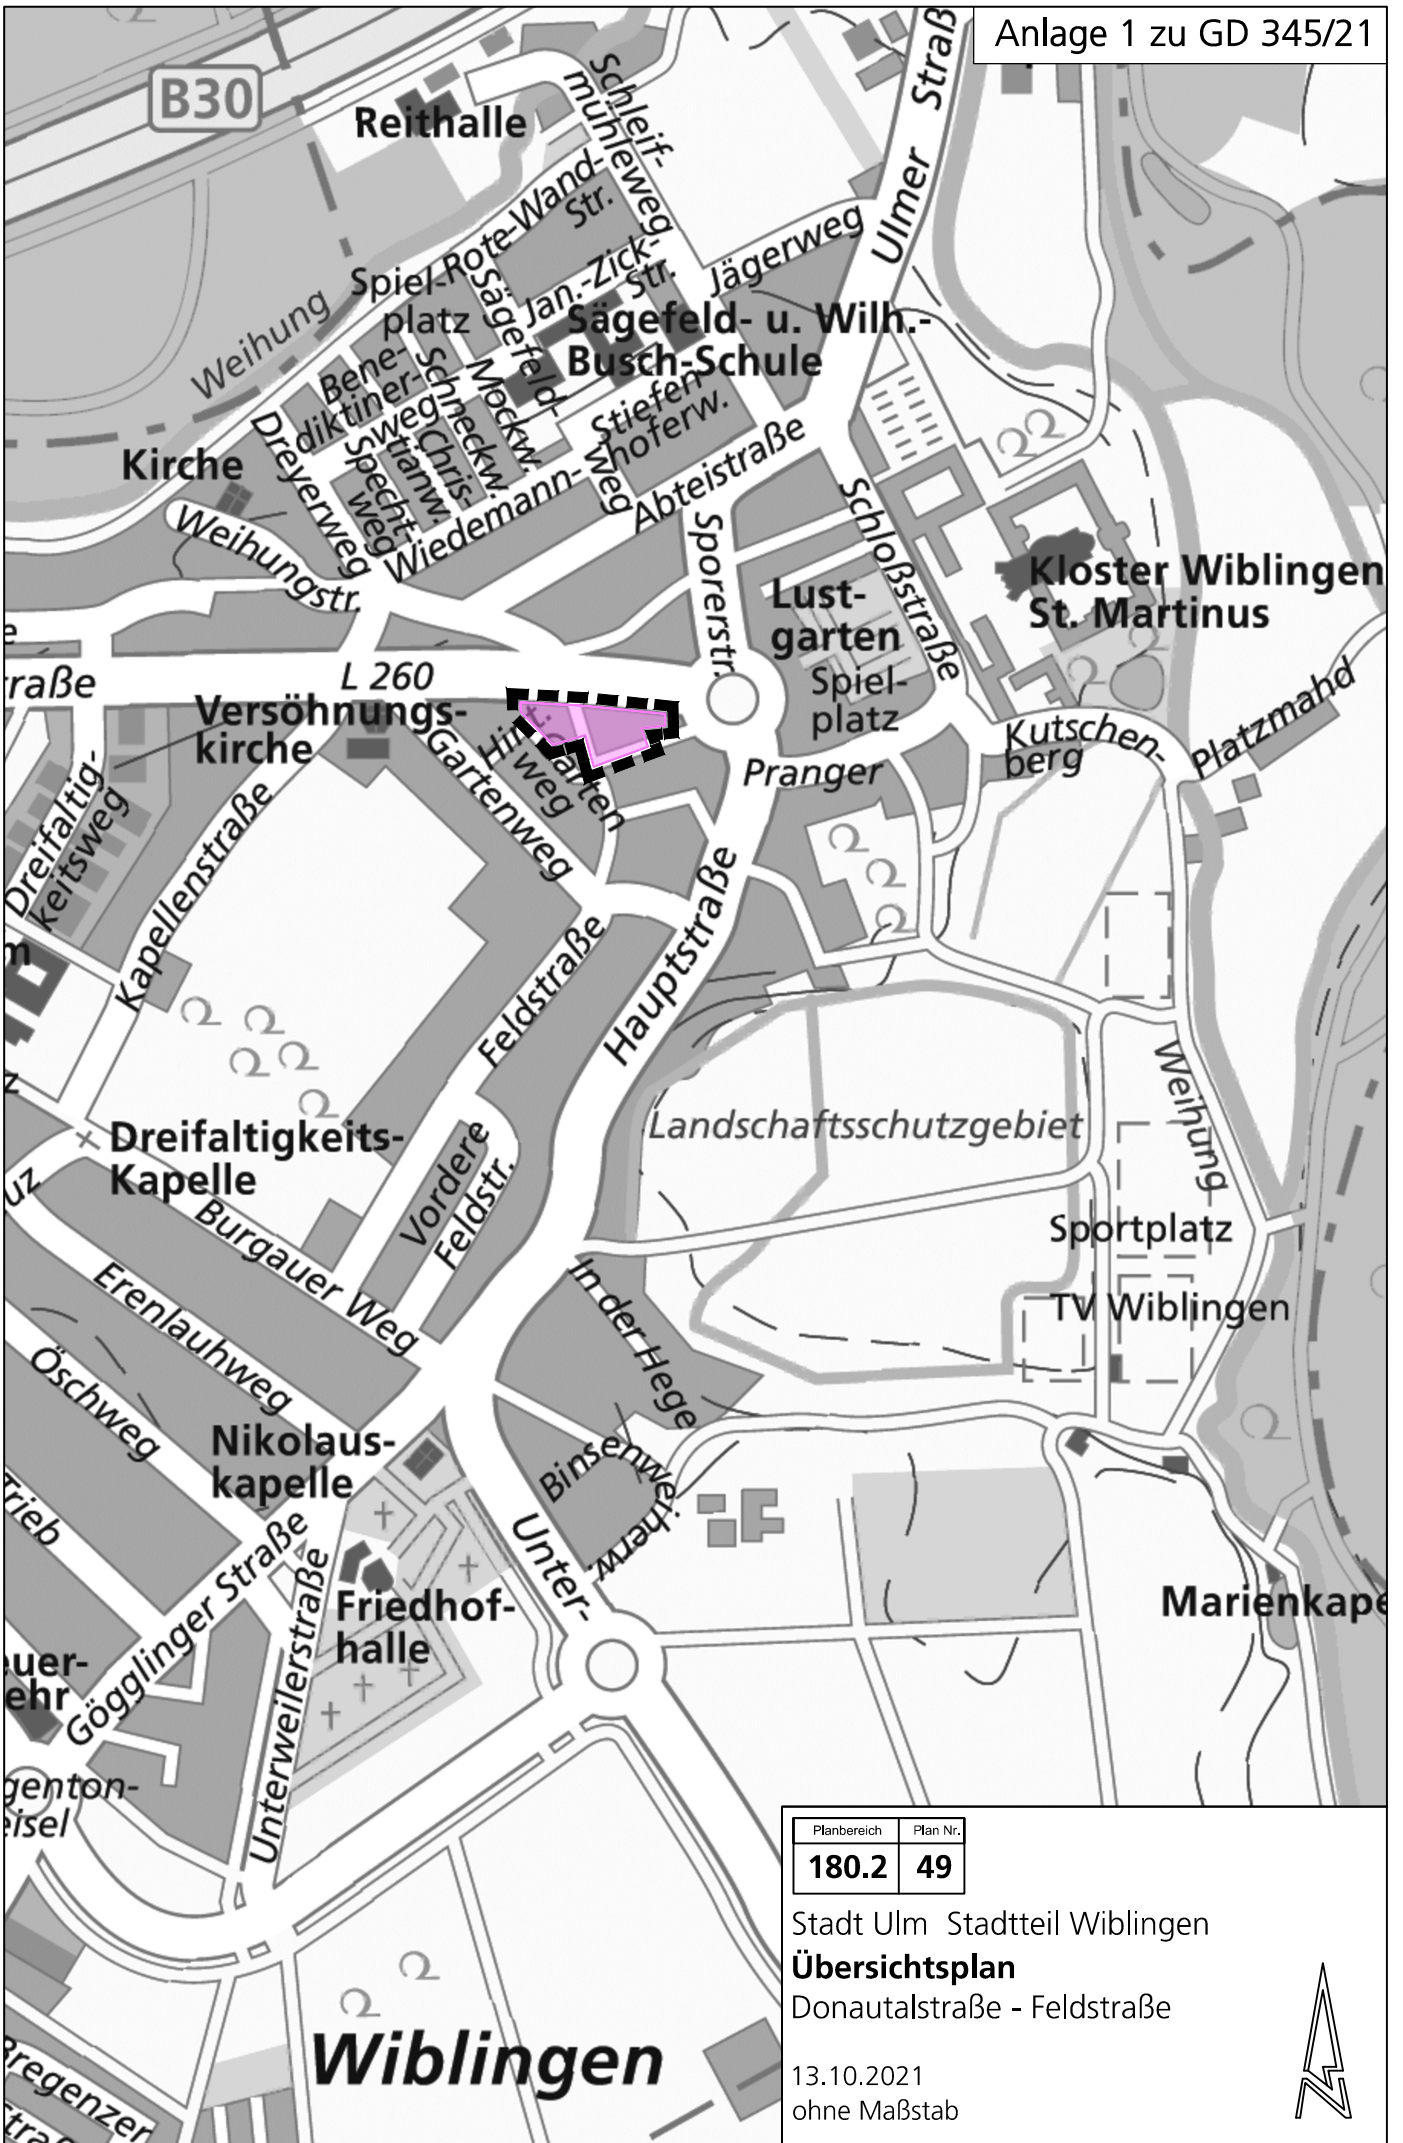 Anlage 1 zu GD 345/21
B30
Reithalle
Schleif-
mühleweg
Ulmer Straß
Rote-Wand-
Str.
Jägerweg
Jan.-Zick-
Str.
Spiel-
platz
Sägefeld-
Weihung
Sägefeld- u. Wilh.-
Busch-Schule
Bene-
diktiner-
weg
Schneckw.
Mockw.
Stiefen
hoferw.
weg
Dreyerweg
Specht-
weg
Chris-
tianw.
Kirche
Wiedemann-
Abteistraße
Weihungstr.
Sporerstr.
Schloßstraße
Kloster Wiblingen
St. Martinus
Lust-
garten
Spiel-
platz
e
raße
L 260
Versöhnungs-
kirche
Kutschen-
berg
Platzmahd
Pranger
Gartenweg
Dreifaltig-
keitsweg
Kapellenstraße
Hauptstraße
Feldstraße
m
z
Landschaftsschutzgebiet
Weihung
Dreifaltigkeits-
Kapelle
uz
Vordere
Feldstr.
Burgauer Weg
Sportplatz
TV Wiblingen
Erenlauhweg
In der Hege
Öschweg
Nikolaus-
kapelle
Binsenweiherw.
Trieb
Unter-
Gögglinger Straße
Unterweilerstraße
Friedhof-
halle
Marienkape
euer-
ehr
genton-
eisel
Wiblingen
Bregenzer
traß
Planbereich Plan Nr.
180.2 49
Stadt Ulm Stadtteil Wiblingen
Übersichtsplan
Donautalstraße - Feldstraße
13.10.2021
ohne Maßstab